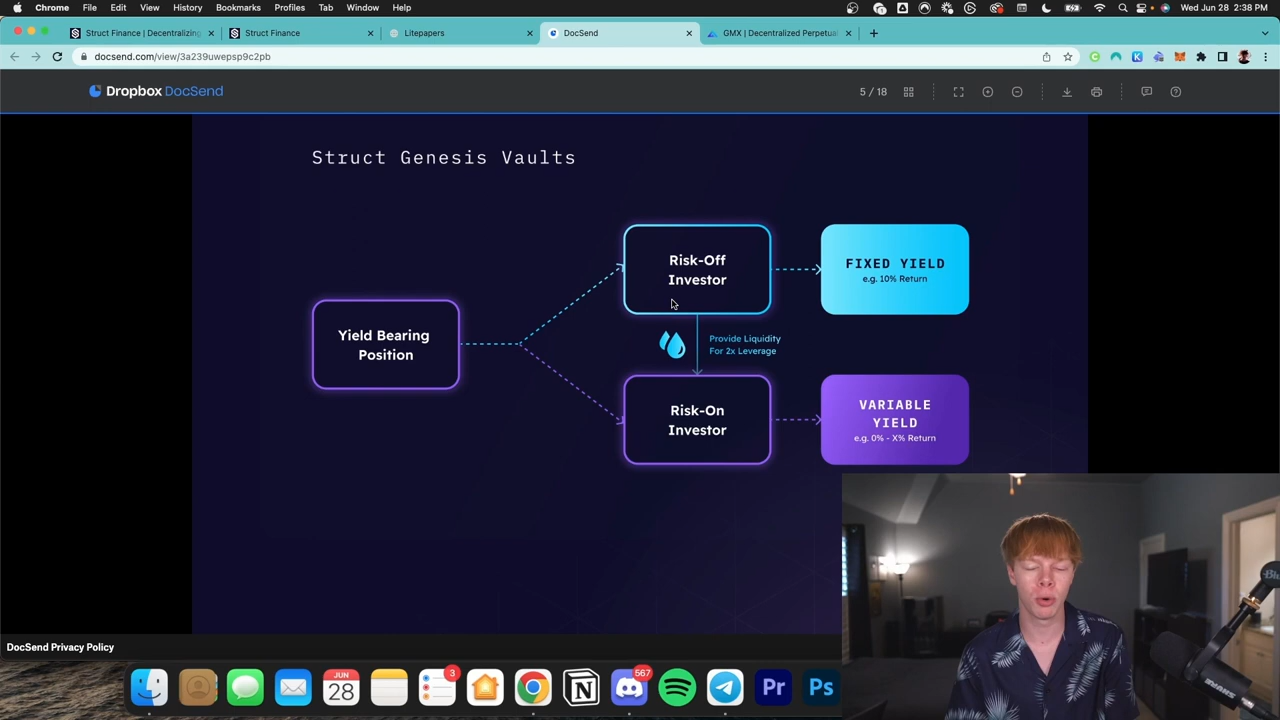 Chrome File Edit View History Bookmarks Profiles Tab Window Help Wed Jun 28 2:38 PM
Struct Finance | Decentralizing Struct Finance Litepapers DocSend GMX | Decentralized Perpetual
docsend.com/view/3a239uwepsp9c2pb
Dropbox DocSend 5 / 18
Struct Genesis Vaults
Risk-Off
Investor
FIXED YIELD
e.g. 10% Return
Yield Bearing
Position
Provide Liquidity
For 2x Leverage
Risk-On
Investor
VARIABLE
YIELD
e.g. 0% - X% Return
DocSend Privacy Policy
JUN
28
3
567
Pr
Ps